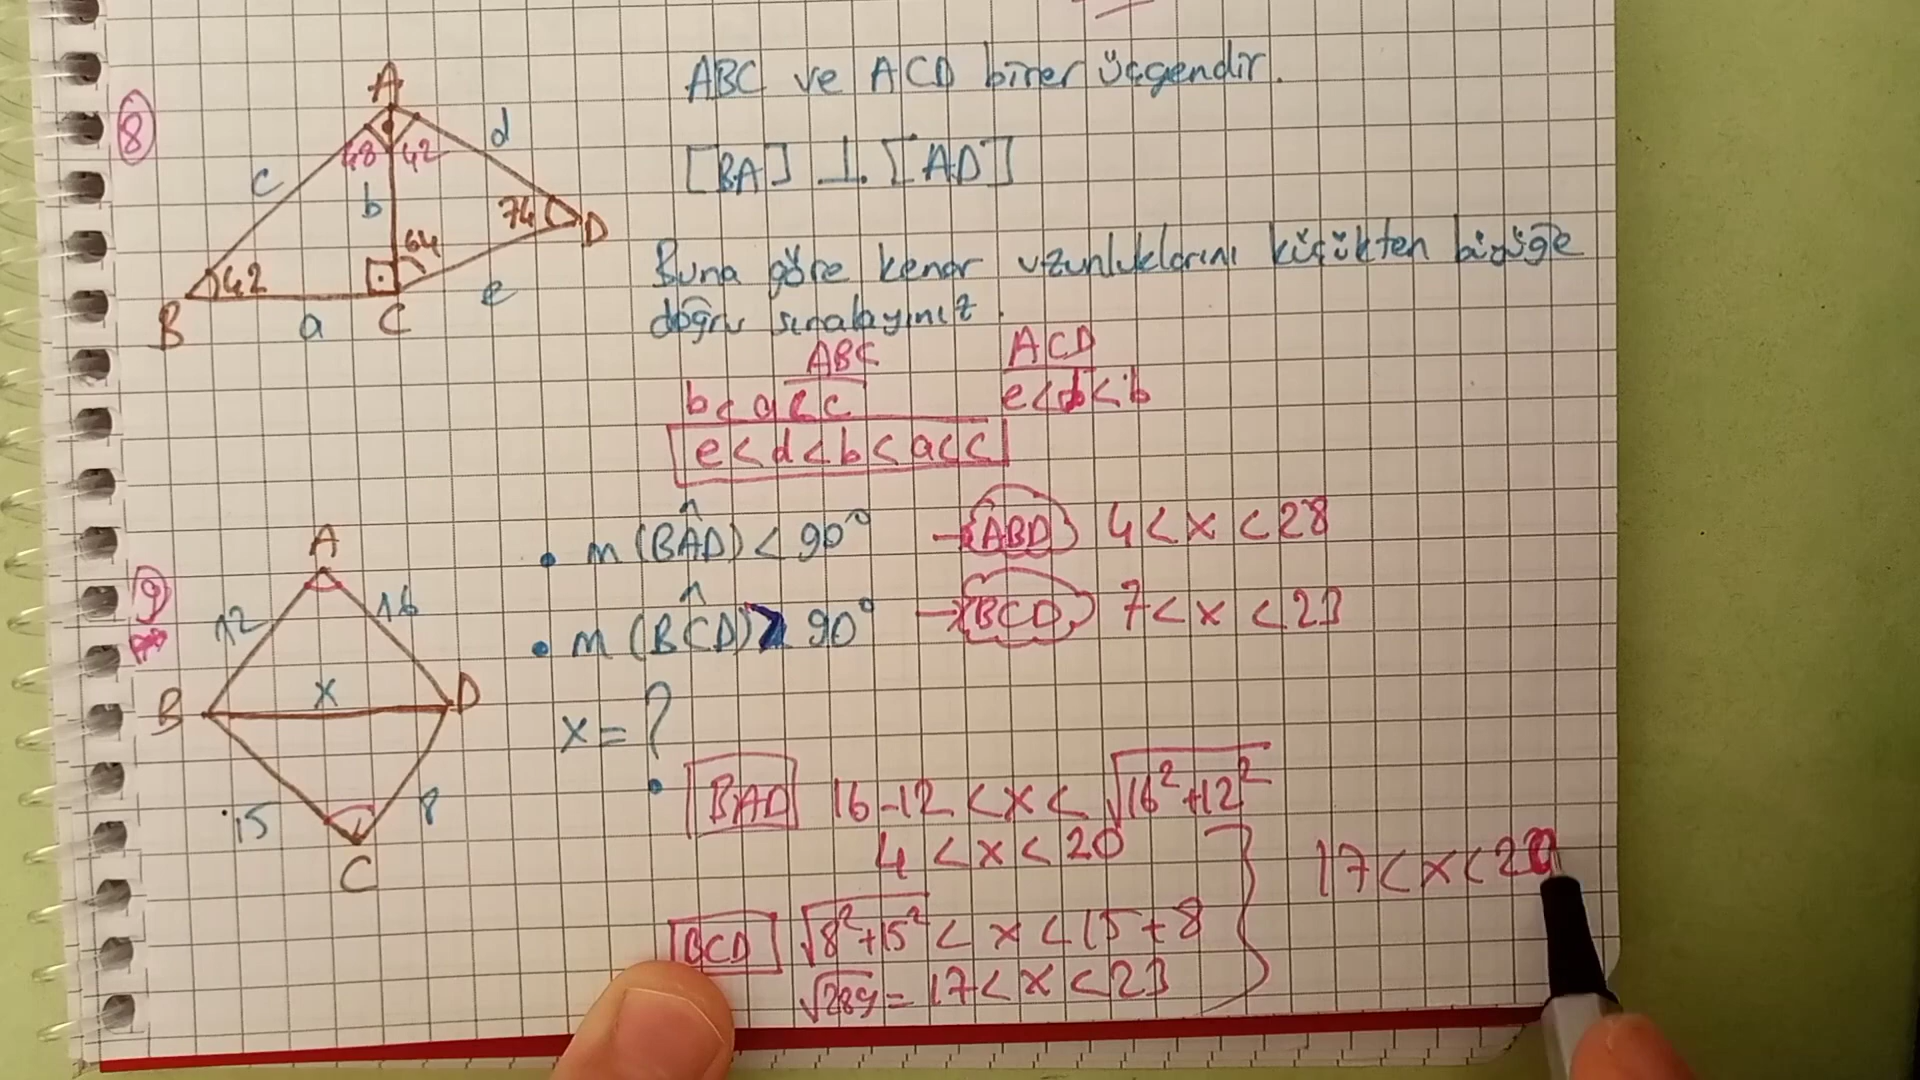 8
ABC ve ACD birer üçgendir.
[BA] ⊥ [AD]
Buna göre kenar uzunluklarını küçükten büyüğe
doğru sıralayınız.
A
c
d
48
42
b
74
D
64
42
B
a
C
e
ABC
ACD
b<a<c
e<d<b
e<d<b<a<c
9
A
12
16
B
x
D
15
8
C
• m(BÂD) < 90° → (ABD) 4<x<28
• m(BĈD) > 90° → (BCD) 7<x<23
x=?
• BAD 16-12<x<√16²+12²
4<x<20
BCD √8²+15²<x<15+8
√289=17<x<23
17<x<20